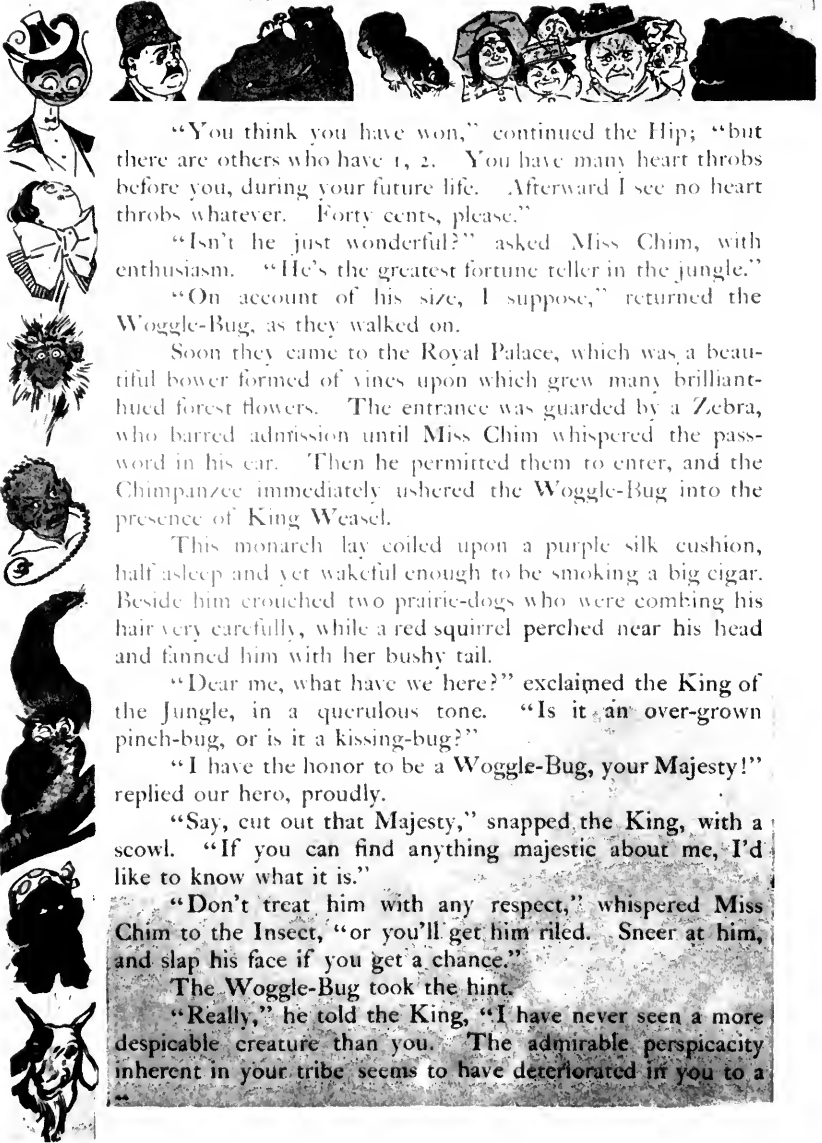 "You think you have won," continued the Hip; "but
there are others who have 1, 2. You have many heart throbs
before you, during your future life. Afterward I see no heart
throbs whatever. Forty cents, please."
"Isn't he just wonderful?" asked Miss Chim, with
enthusiasm. "He's the greatest fortune teller in the jungle."
"On account of his size, I suppose," returned the
Woggle-Bug, as they walked on.
Soon they came to the Royal Palace, which was a beau-
tiful bower formed of vines upon which grew many brilliant-
hued forest flowers. The entrance was guarded by a Zebra,
who barred admission until Miss Chim whispered the pass-
word in his ear. Then he permitted them to enter, and the
Chimpanzee immediately ushered the Woggle-Bug into the
presence of King Weasel.
This monarch lay coiled upon a purple silk cushion,
half asleep and yet wakeful enough to be smoking a big cigar.
Beside him crouched two prairie-dogs who were combing his
hair very carefully, while a red squirrel perched near his head
and fanned him with her bushy tail.
"Dear me, what have we here?" exclaimed the King of
the Jungle, in a querulous tone. "Is it an over-grown
pinch-bug, or is it a kissing-bug?"
"I have the honor to be a Woggle-Bug, your Majesty!"
replied our hero, proudly.
"Say, cut out that Majesty," snapped the King, with a
scowl. "If you can find anything majestic about me, I'd
like to know what it is."
"Don't treat him with any respect," whispered Miss
Chim to the Insect, "or you'll get him riled. Sneer at him,
and slap his face if you get a chance."
The Woggle-Bug took the hint.
"Really," he told the King, "I have never seen a more
despicable creature than you. The admirable perspicacity
inherent in your tribe seems to have deteriorated in you to a